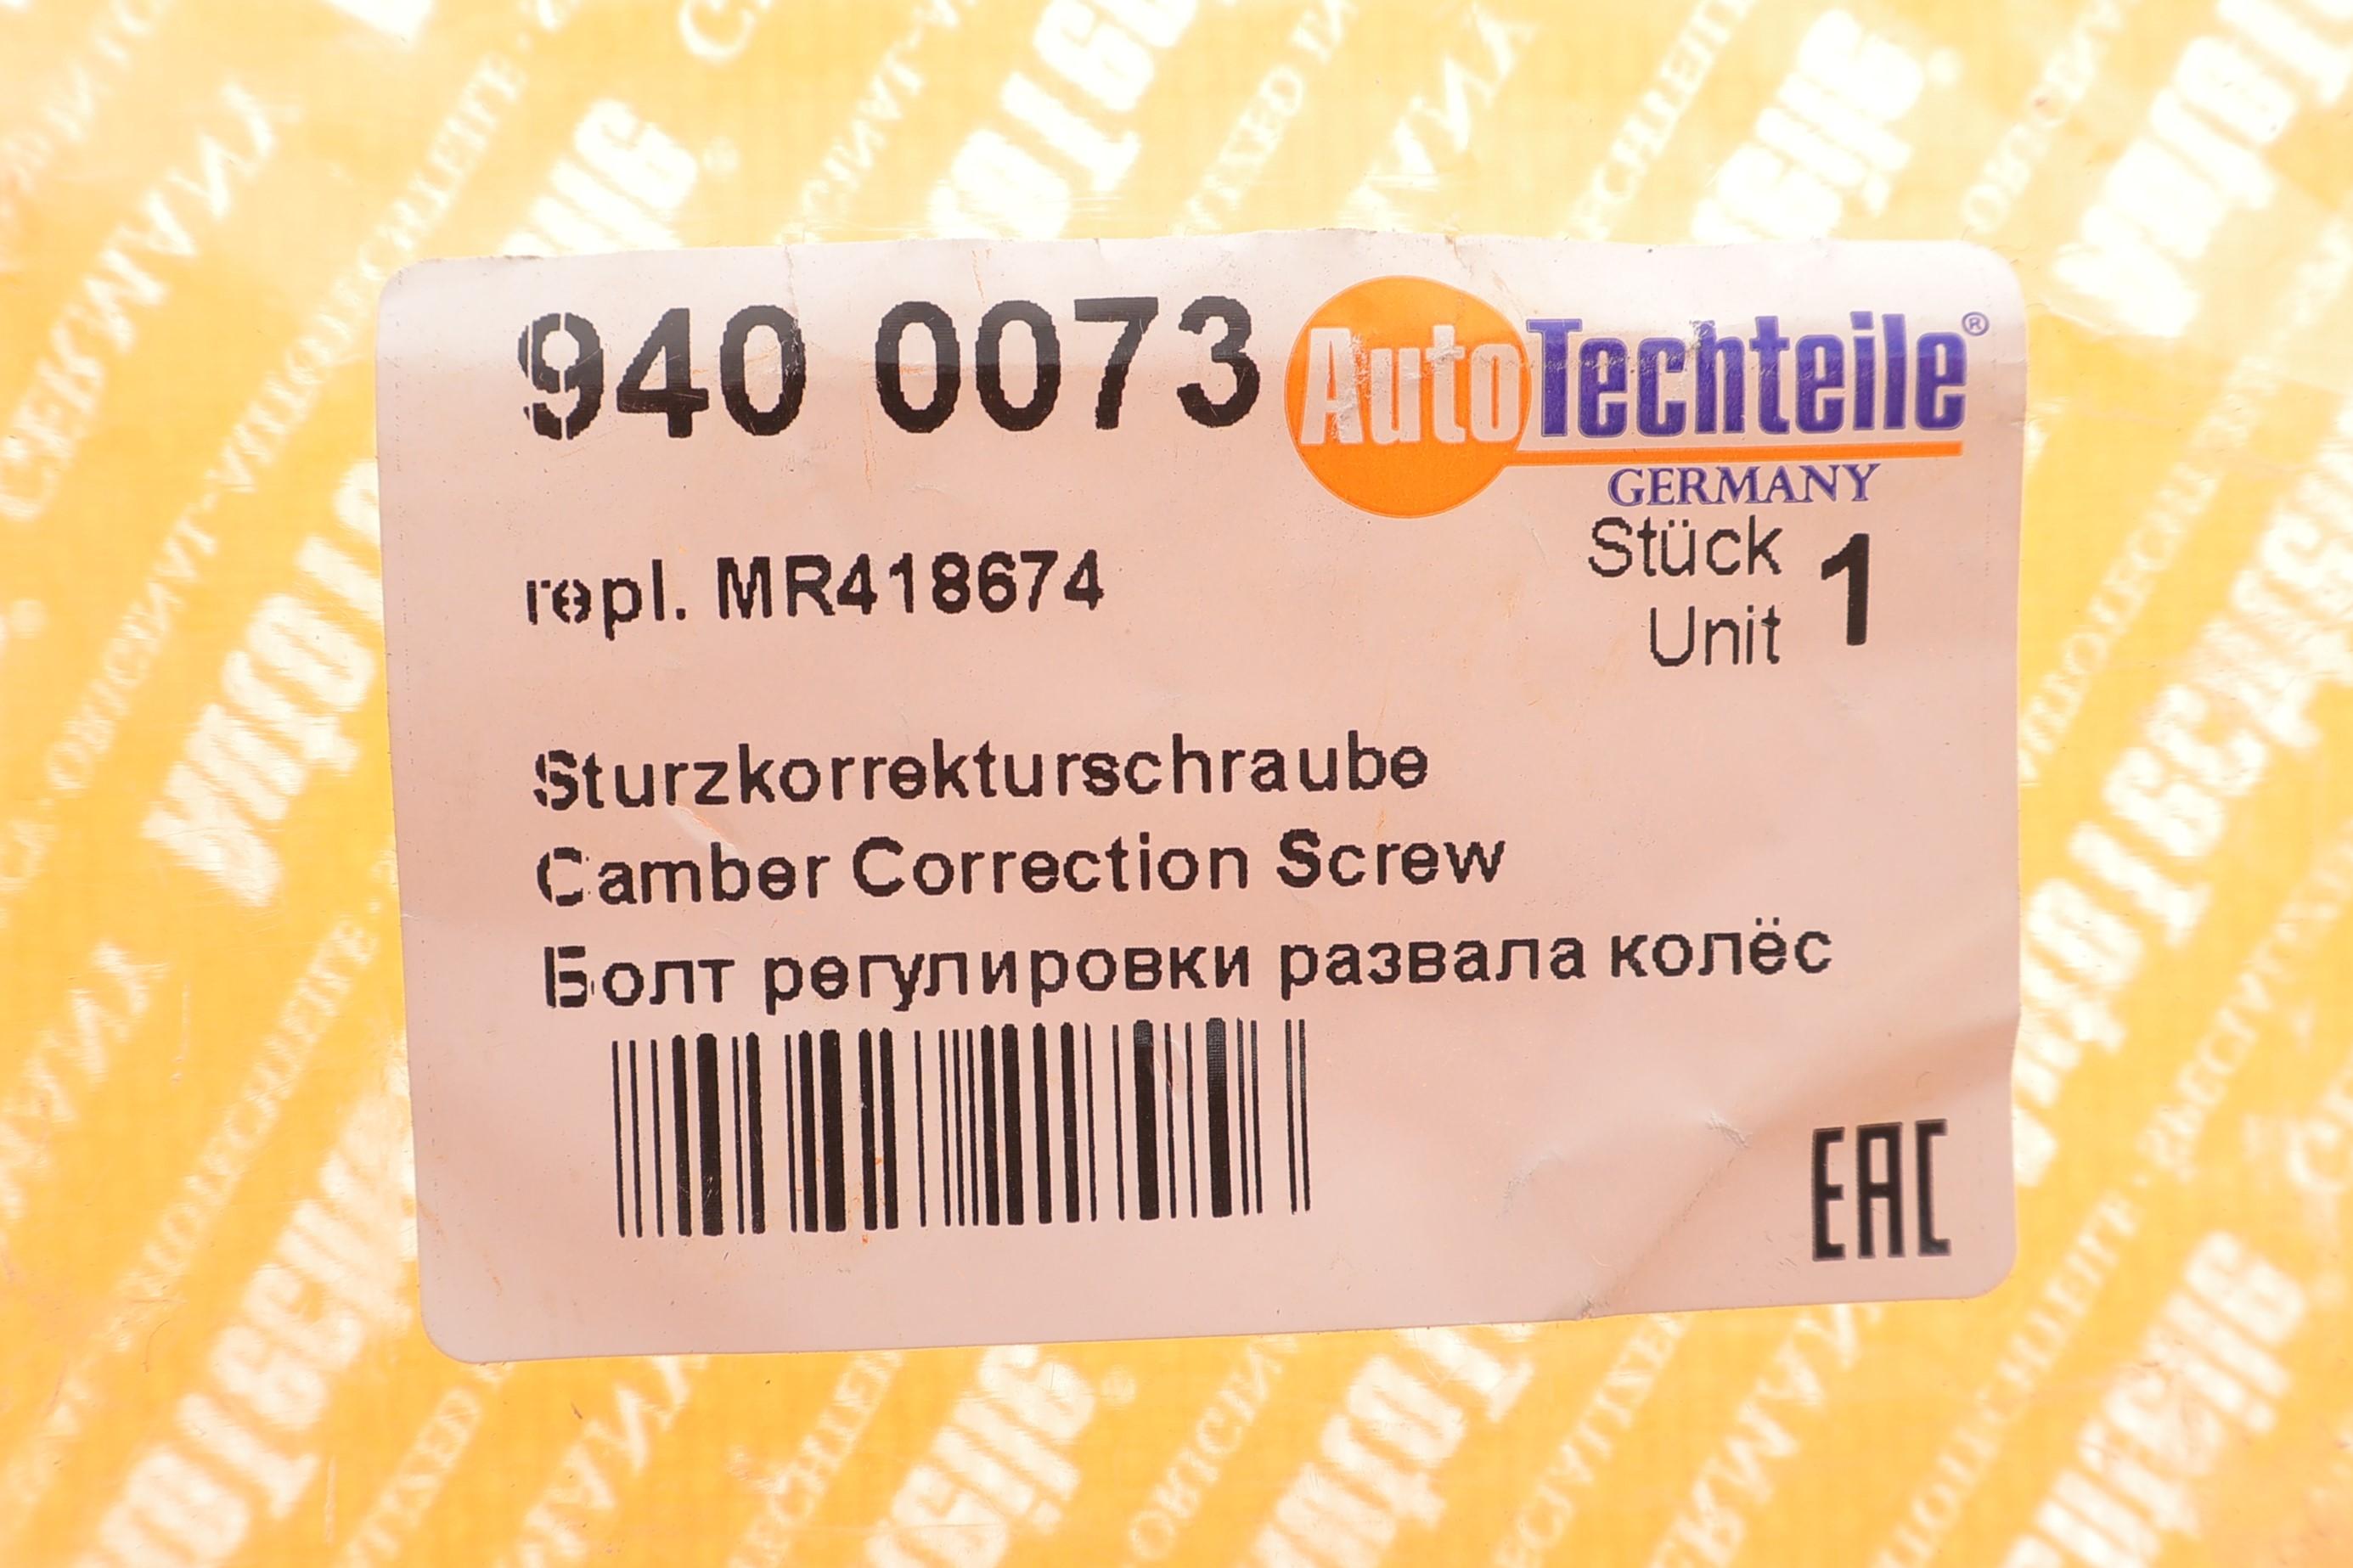 940 0073
AutoTechteile®
GERMANY
repl. MR418674
Stück
Unit
1
Sturzkorrekturschraube
Camber Correction Screw
Болт регулировки развала колёс
EAC